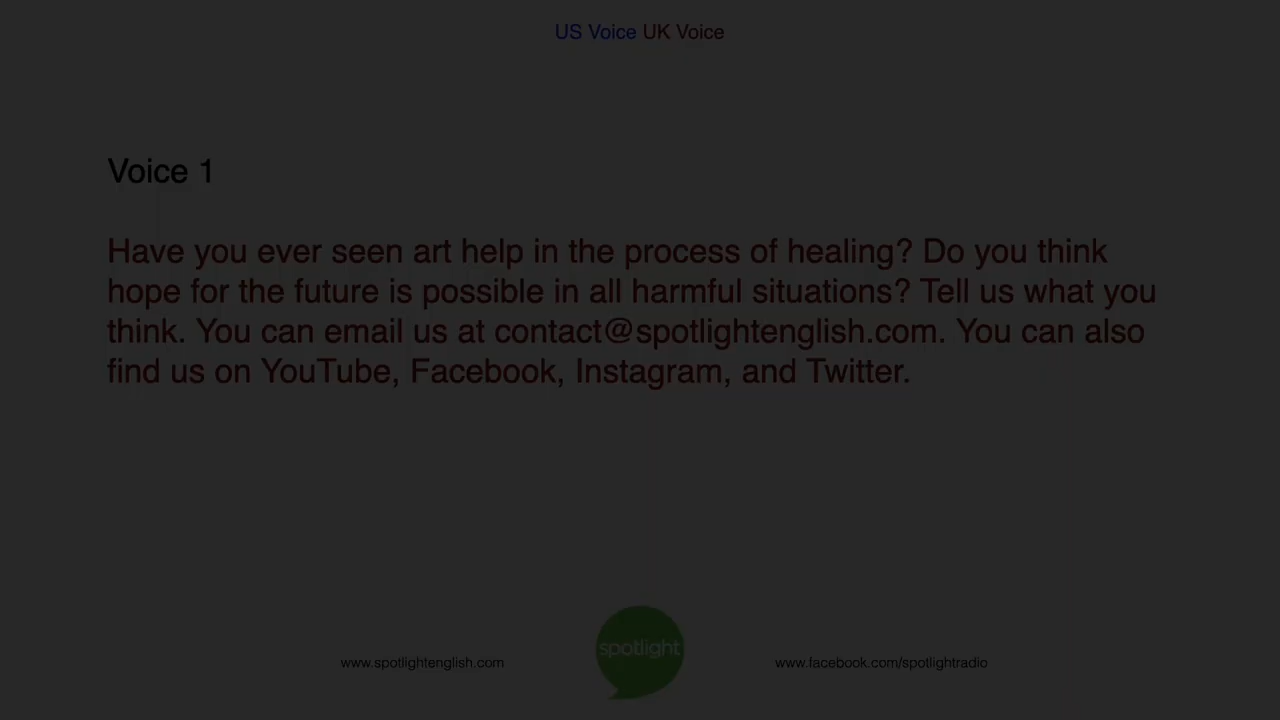 US Voice UK Voice
Voice 1
Have you ever seen art help in the process of healing? Do you think
hope for the future is possible in all harmful situations? Tell us what you
think. You can email us at contact@spotlightenglish.com. You can also
find us on YouTube, Facebook, Instagram, and Twitter.
spotlight
www.spotlightenglish.com
www.facebook.com/spotlightradio